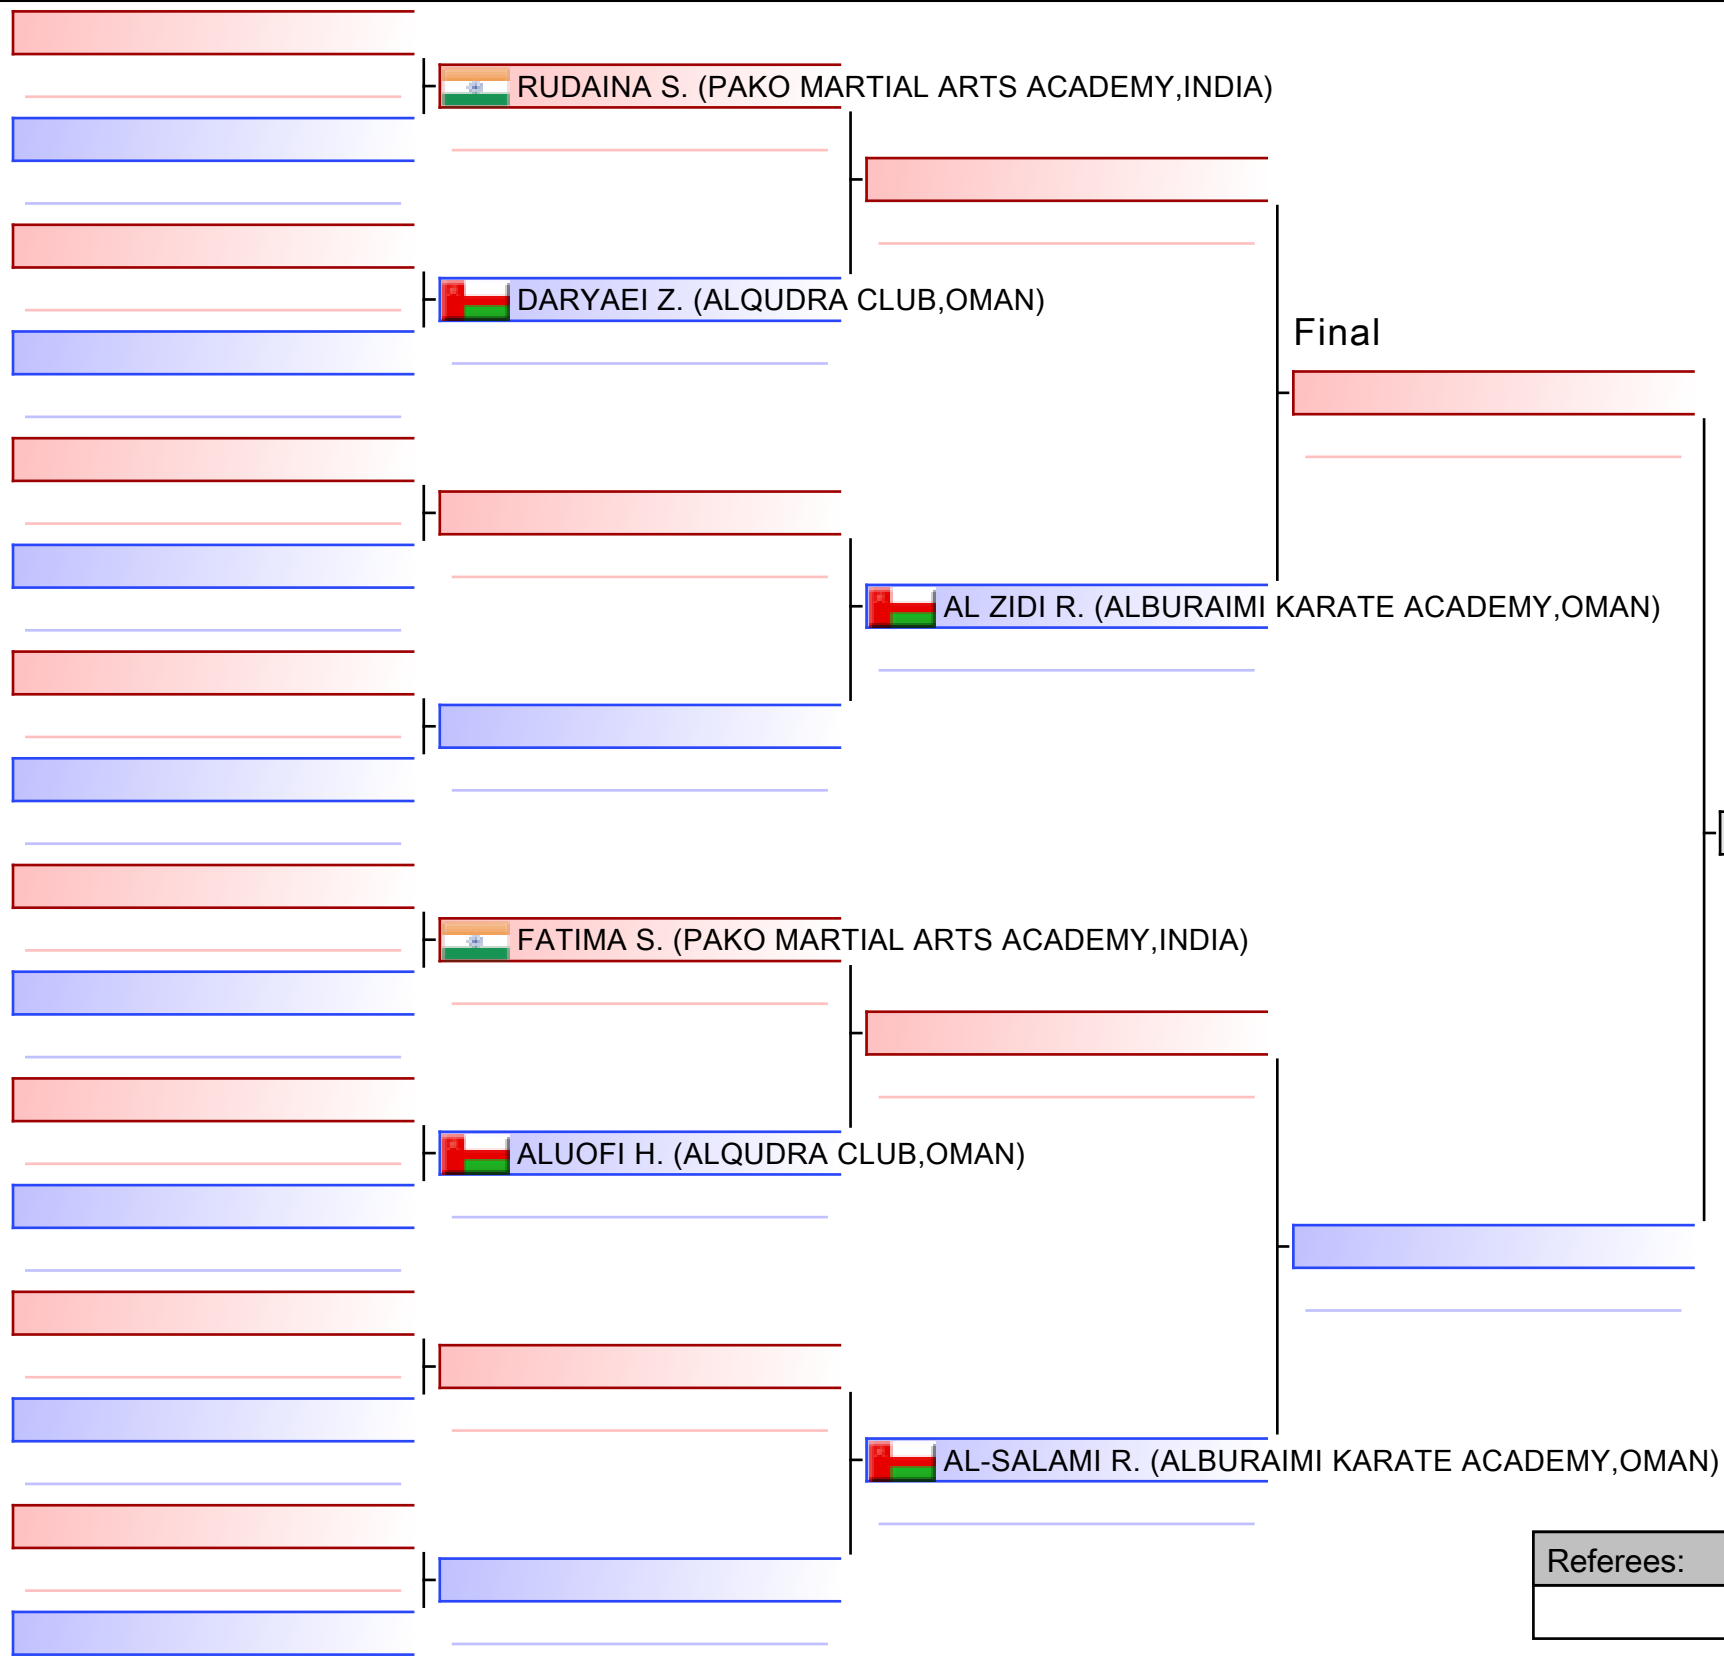 RUDAINA S. (PAKO MARTIAL ARTS ACADEMY,INDIA)
DARYAEI Z. (ALQUDRA CLUB,OMAN)
Final
AL ZIDI R. (ALBURAIMI KARATE ACADEMY,OMAN)
FATIMA S. (PAKO MARTIAL ARTS ACADEMY,INDIA)
ALUOFI H. (ALQUDRA CLUB,OMAN)
AL-SALAMI R. (ALBURAIMI KARATE ACADEMY,OMAN)
Referees: